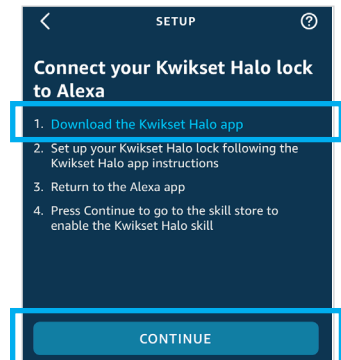 SETUP
?
Connect your Kwikset Halo lock
to Alexa
1. Download the Kwikset Halo app
2. Set up your Kwikset Halo lock following the
Kwikset Halo app instructions
3. Return to the Alexa app
4. Press Continue to go to the skill store to
enable the Kwikset Halo skill
CONTINUE